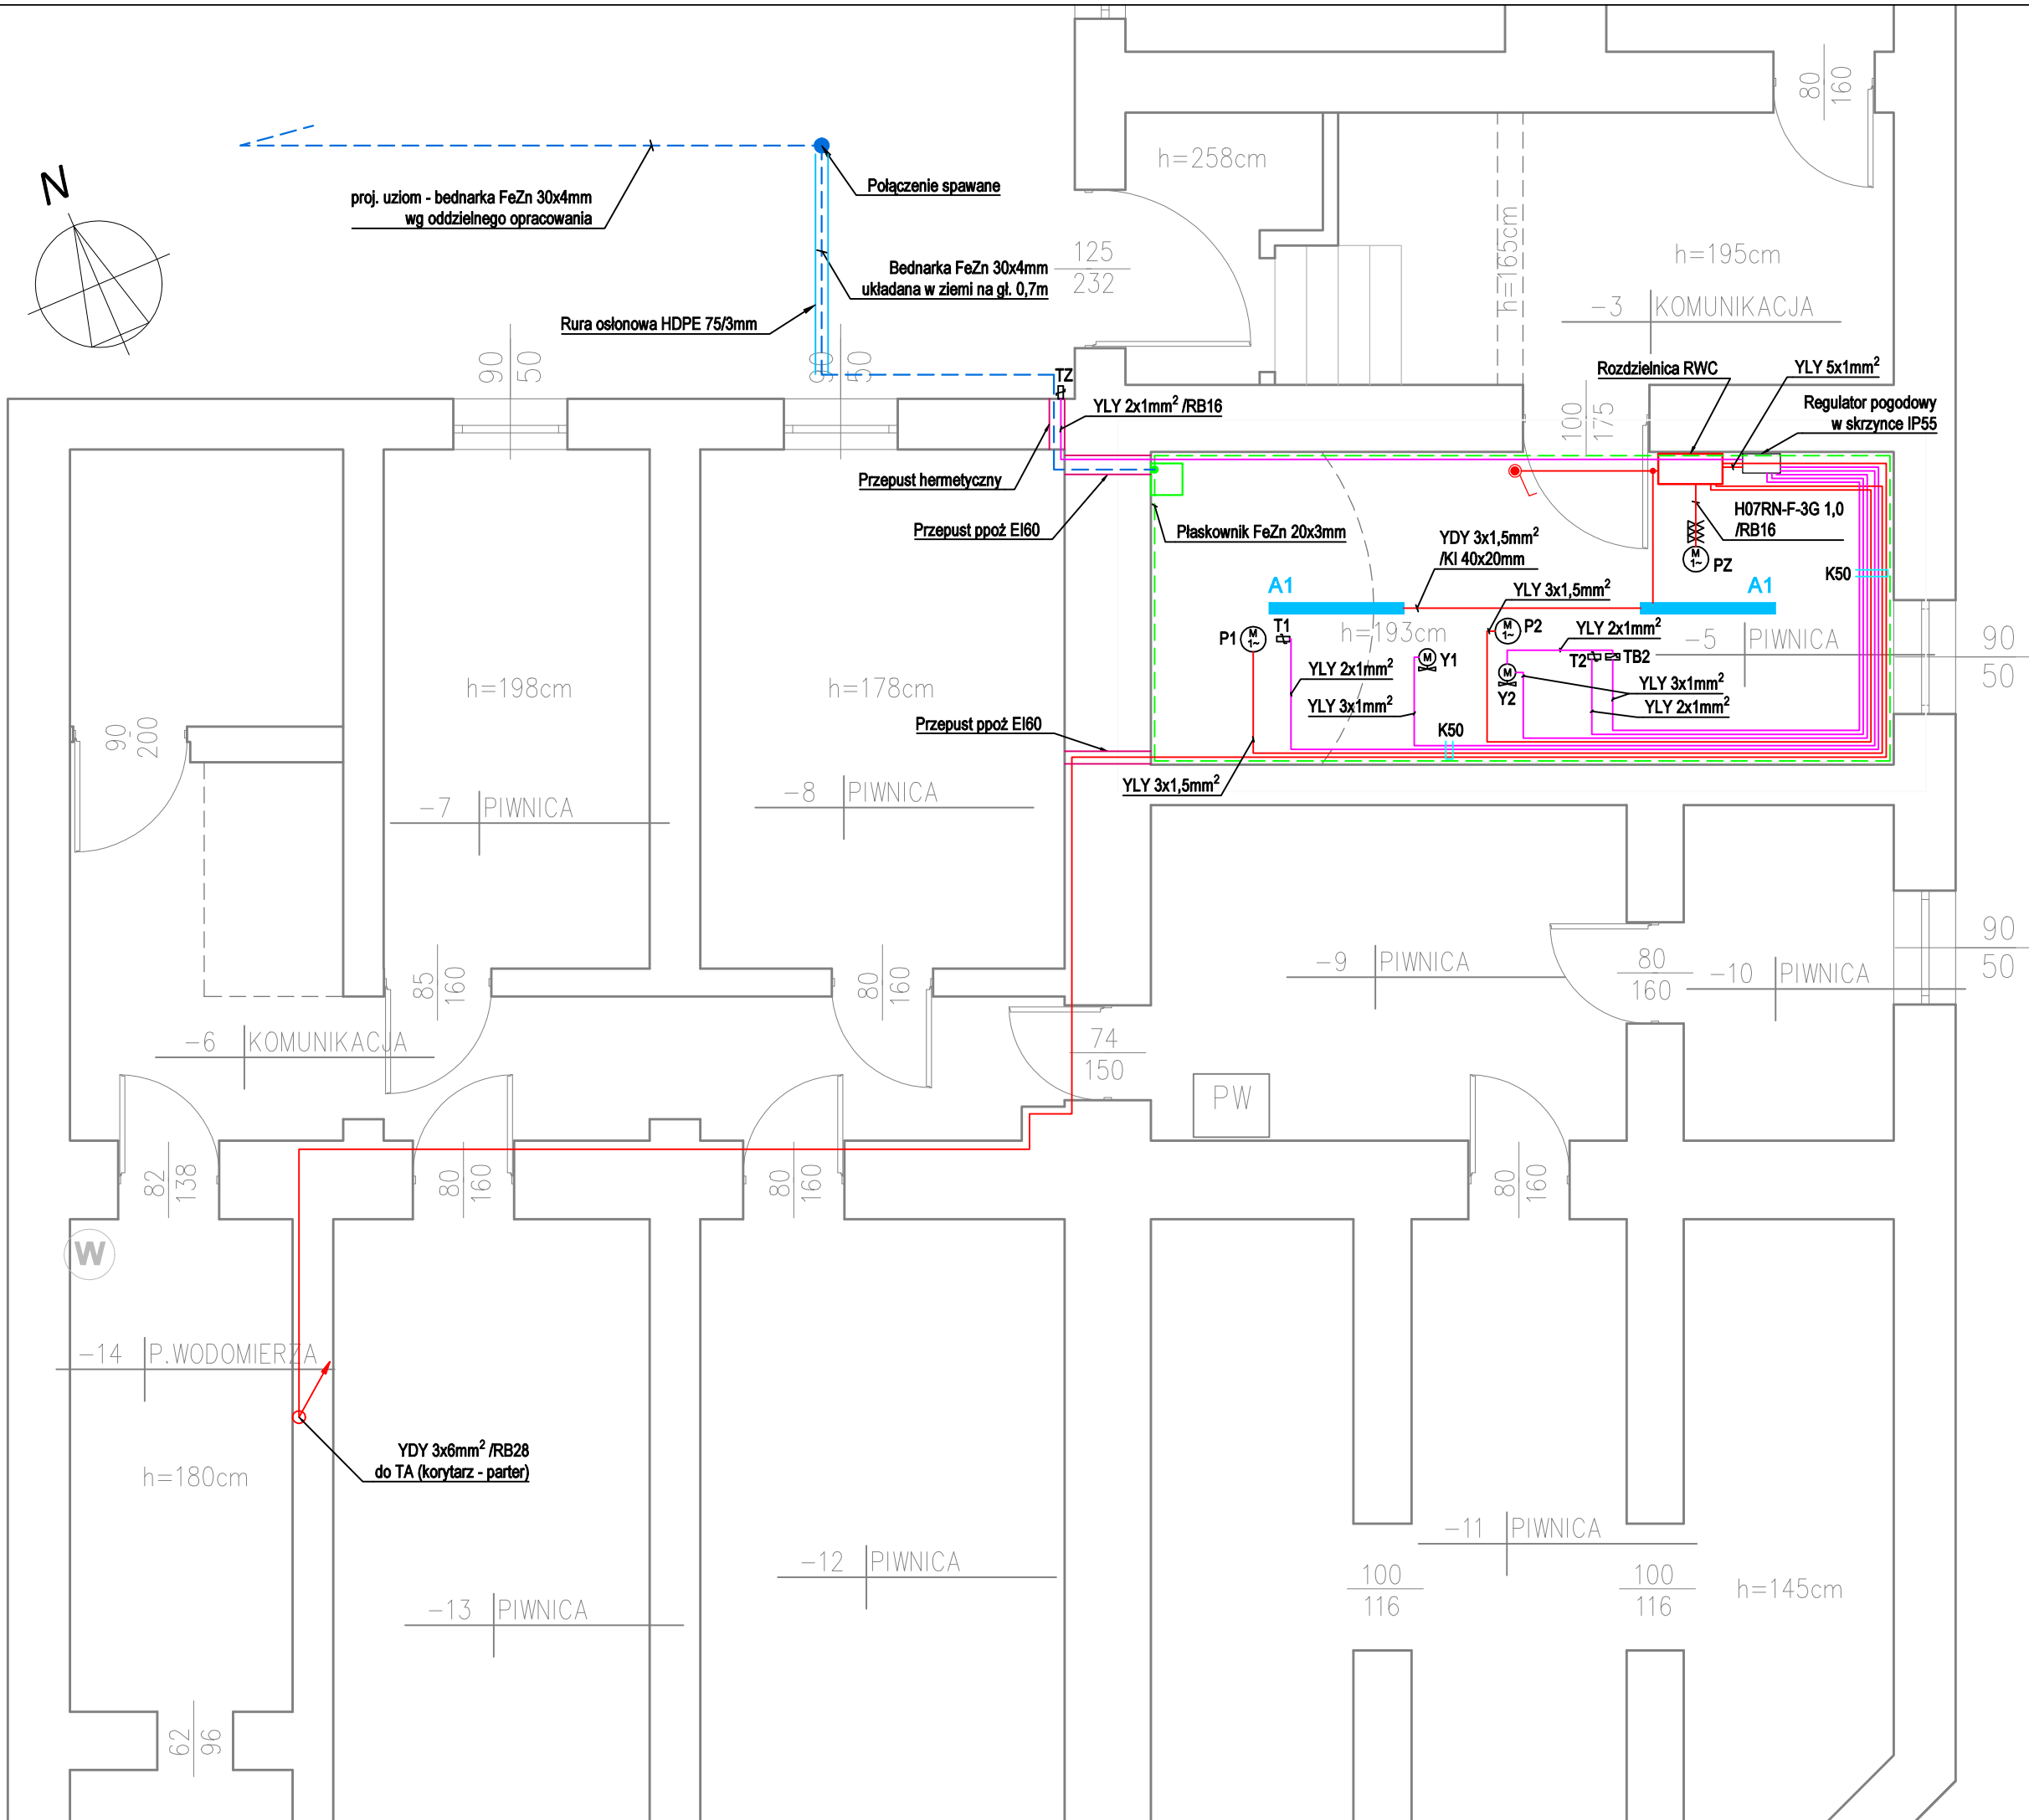 80
160
h=258cm
N
proj. uziom - bednarka FeZn 30x4mm
wg oddzielnego opracowania
Połączenie spawane
125
232
Bednarka FeZn 30x4mm
układana w ziemi na gł. 0,7m
Rura osłonowa HDPE 75/3mm
h=165cm
h=195cm
-3 KOMUNIKACJA
90
50
90
50
TZ
YLY 2x1mm² /RB16
Rozdzielnica RWC
YLY 5x1mm²
Regulator pogodowy
w skrzynce IP55
100
175
Przepust hermetyczny
Przepust ppoż EI60
Płaskownik FeZn 20x3mm
YDY 3x1,5mm²
/KI 40x20mm
H07RN-F-3G 1,0
/RB16
M
1~
PZ
K50
A1
A1
YLY 3x1,5mm²
P1
M
1~
T1
h=193cm
M
1~
P2
YLY 2x1mm²
-5 PIWNICA
90
50
M
Y1
T2
TB2
YLY 2x1mm²
M
Y2
YLY 3x1mm²
YLY 3x1mm²
YLY 2x1mm²
K50
h=198cm
h=178cm
Przepust ppoż EI60
90
200
YLY 3x1,5mm²
-7 PIWNICA
-8 PIWNICA
85
160
80
160
-9 PIWNICA
80
160
-10 PIWNICA
90
50
-6 KOMUNIKACJA
74
150
PW
82
138
80
160
80
160
80
160
W
-14 P.WODOMIERZA
YDY 3x6mm² /RB28
do TA (korytarz - parter)
h=180cm
-11 PIWNICA
-12 PIWNICA
100
116
100
116
h=145cm
-13 PIWNICA
62
96